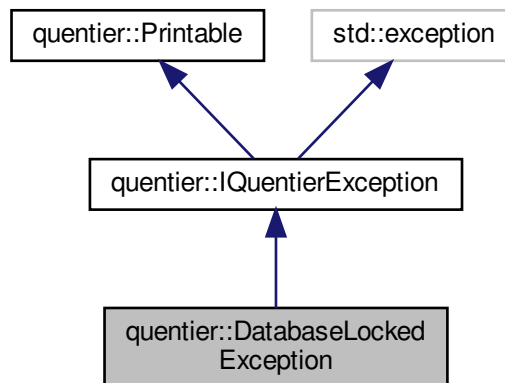 quentier::Printable
std::exception
quentier::IQuentierException
quentier::DatabaseLocked
Exception